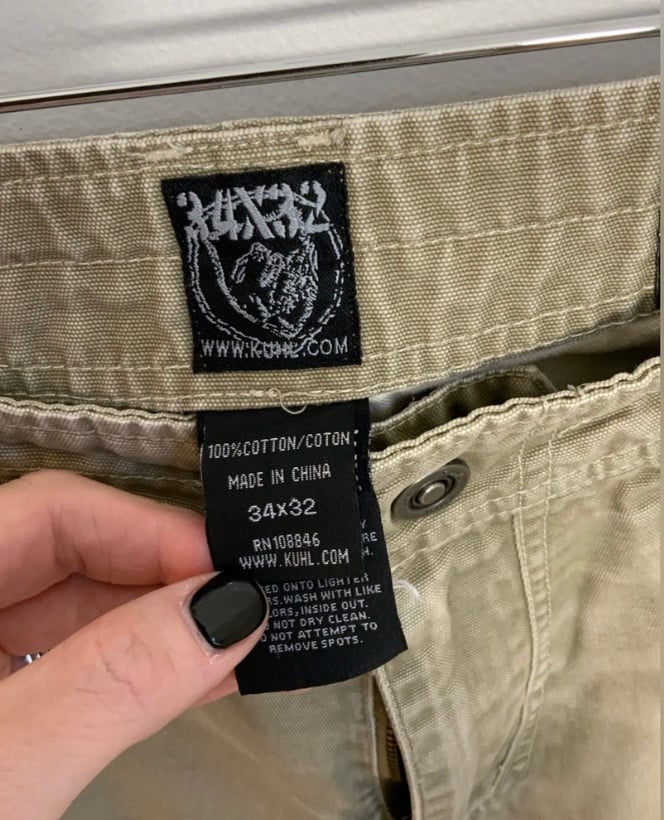 34X32
WWW.KUHL.COM
100%COTTON/COTON
MADE IN CHINA
34X32
RN108846
WWW.KUHL.COM
ONTO LIGHTER
WASH WITH LIKE
INSIDE OUT.
NOT DRY CLEAN.
NOT ATTEMPT TO
REMOVE SPOTS.